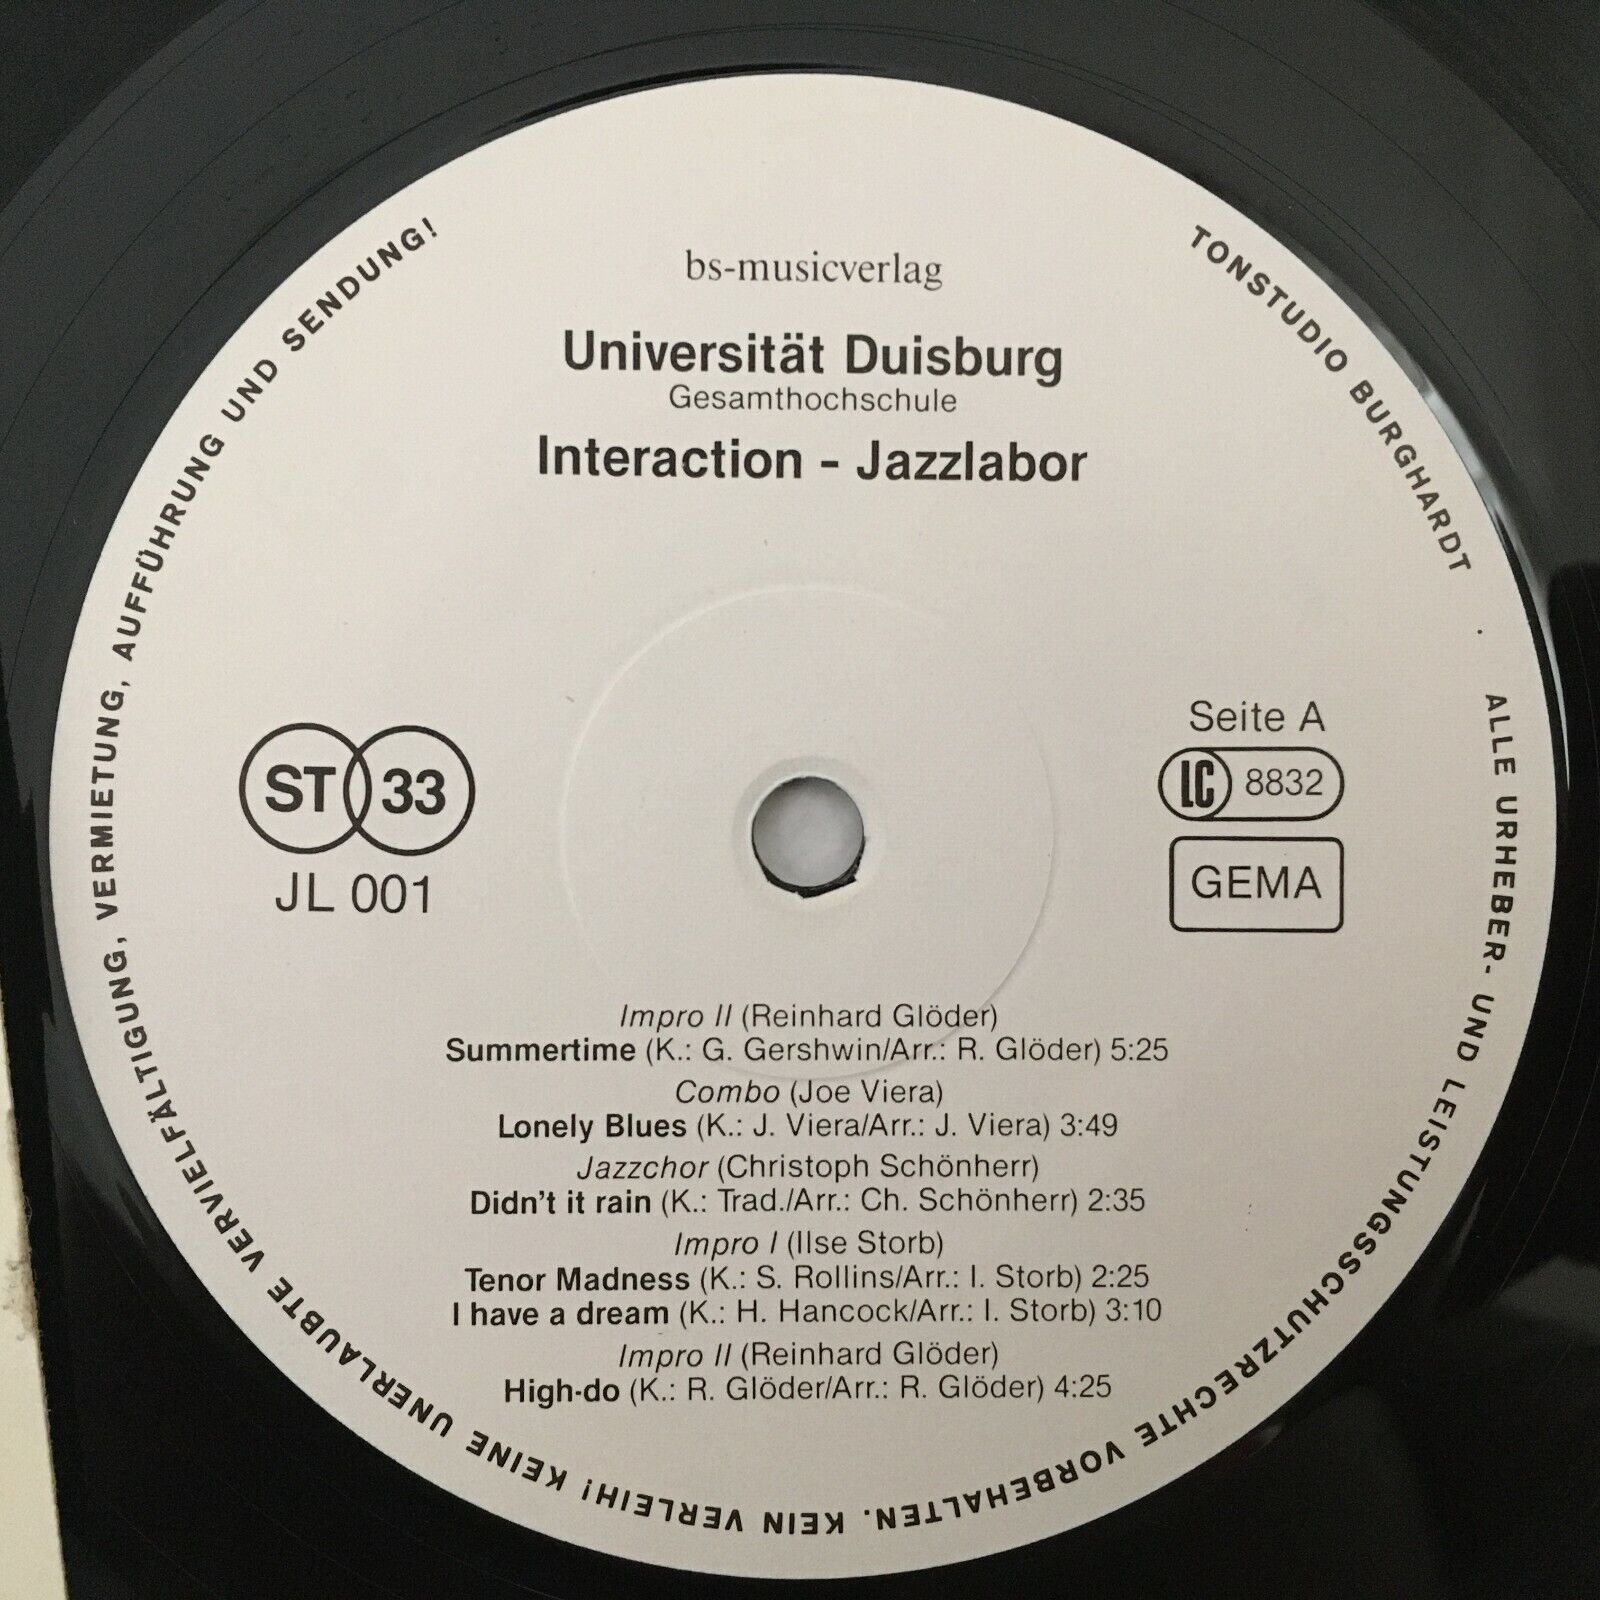 bs-musicverlag
Universität Duisburg
Gesamthochschule
Interaction - Jazzlabor
ST 33
JL 001
Seite A
LC 8832
GEMA
Impro II (Reinhard Glöder)
Summertime (K.: G. Gershwin/Arr.: R. Glöder) 5:25
Combo (Joe Viera)
Lonely Blues (K.: J. Viera/Arr.: J. Viera) 3:49
Jazzchor (Christoph Schönherr)
Didn't it rain (K.: Trad./Arr.: Ch. Schönherr) 2:35
Impro I (Ilse Storb)
Tenor Madness (K.: S. Rollins/Arr.: I. Storb) 2:25
I have a dream (K.: H. Hancock/Arr.: I. Storb) 3:10
Impro II (Reinhard Glöder)
High-do (K.: R. Glöder/Arr.: R. Glöder) 4:25
TONSTUDIO BURGHARDT · ALLE URHEBER- UND LEISTUNGSSCHUTZRECHTE VORBEHALTEN. KEIN VERLEIH! KEINE UNERLAUBTE VERVIELFÄLTIGUNG, VERMIETUNG, AUFFÜHRUNG UND SENDUNG!